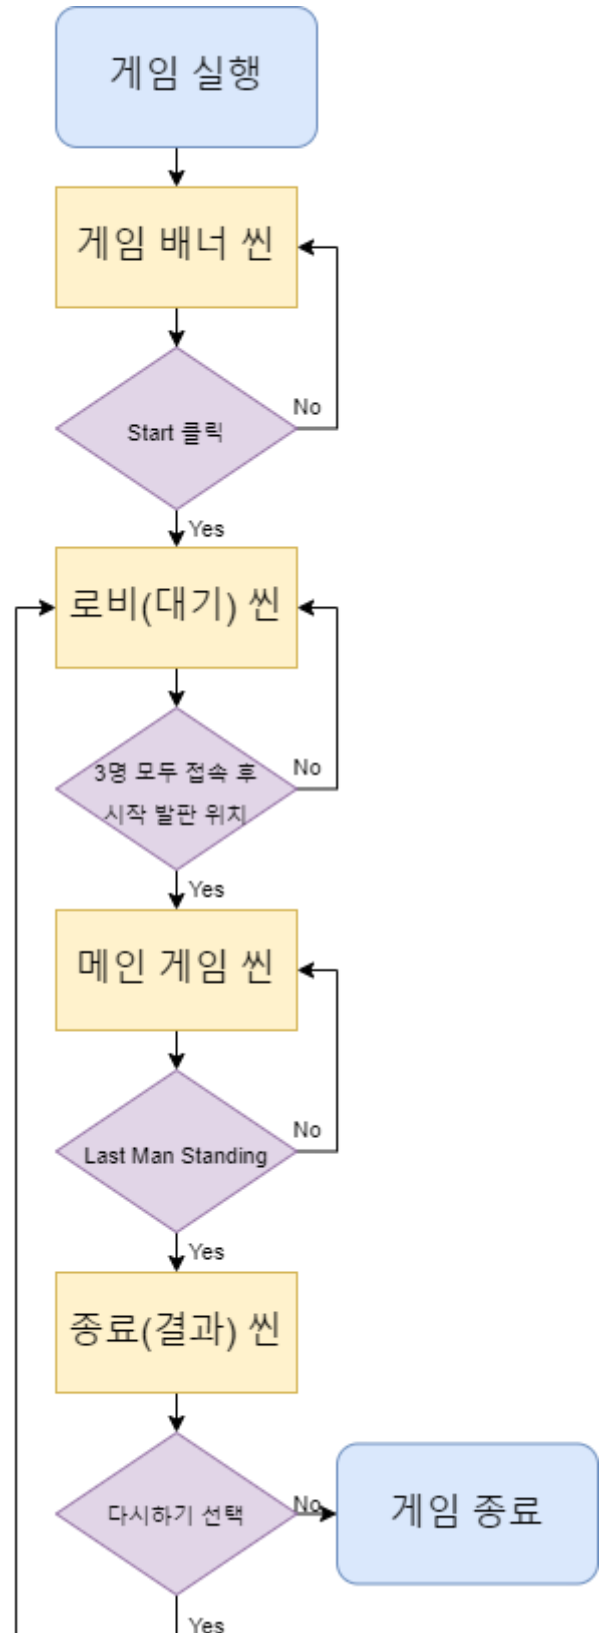 게임 실행
게임 배너 씬
Start 클릭
No
Yes
로비(대기) 씬
3명 모두 접속 후
시작 발판 위치
No
Yes
메인 게임 씬
Last Man Standing
No
Yes
종료(결과) 씬
다시하기 선택
No
게임 종료
Yes